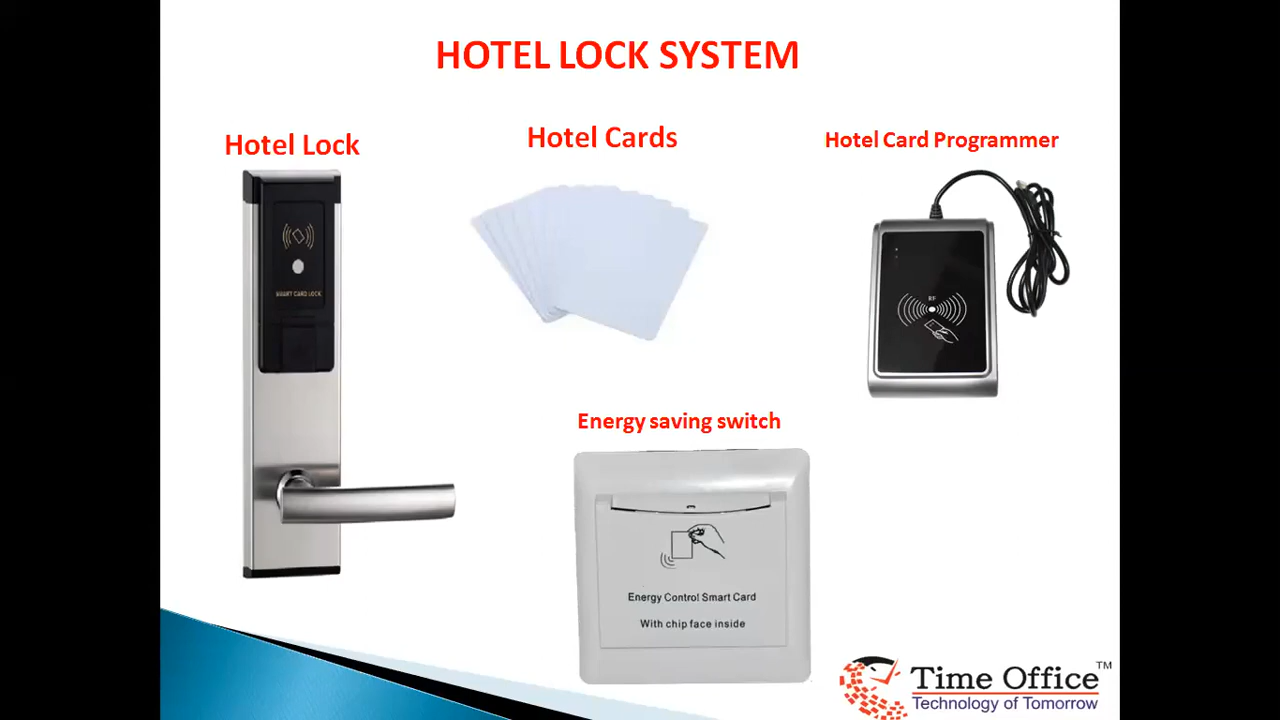 HOTEL LOCK SYSTEM
Hotel Lock
Hotel Cards
Hotel Card Programmer
SMART CARD LOCK
RF
Energy saving switch
Energy Control Smart Card
With chip face inside
Time Office™
Technology of Tomorrow